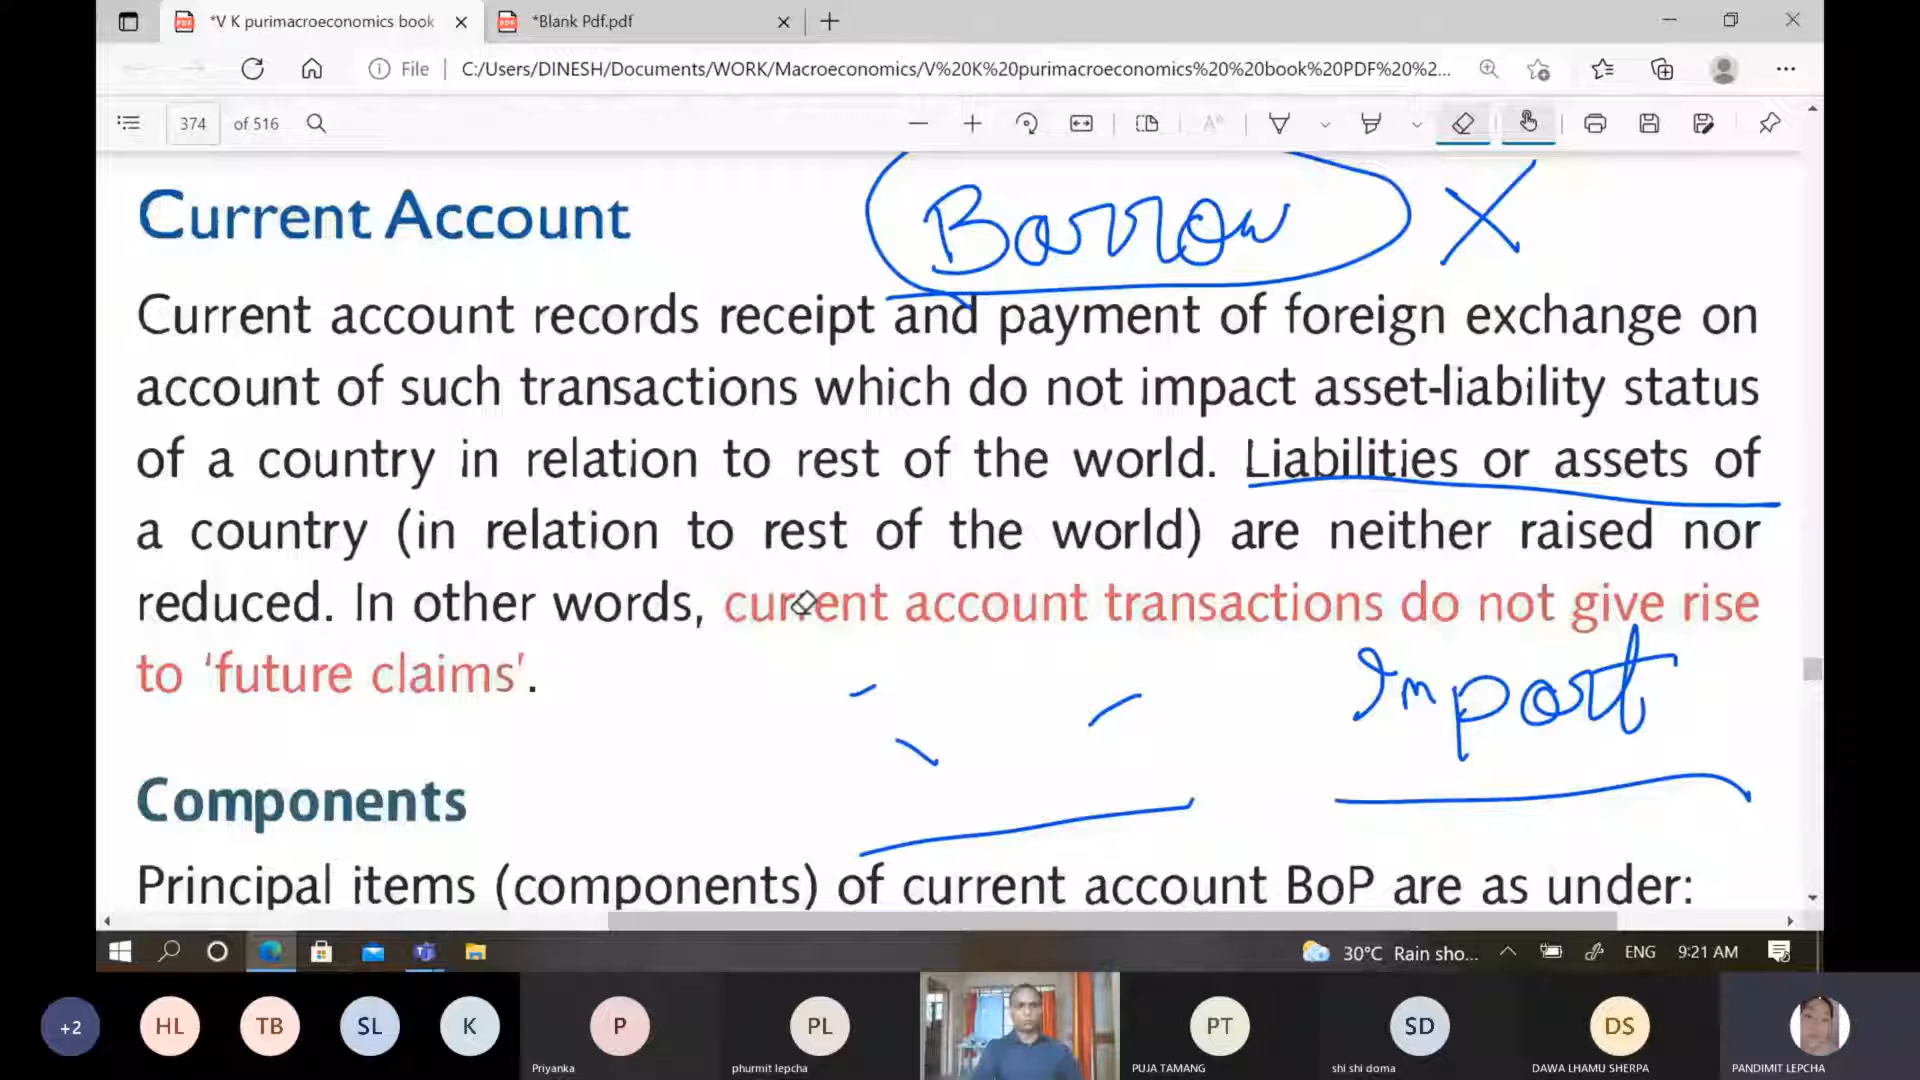 *V K purimacroeconomics book
*Blank Pdf.pdf
File
C:/Users/DINESH/Documents/WORK/Macroeconomics/V%20K%20purimacroeconomics%20%20book%20PDF%20%2...
374 of 516
Current Account
Barrow X
Current account records receipt and payment of foreign exchange on
account of such transactions which do not impact asset-liability status
of a country in relation to rest of the world. Liabilities or assets of
a country (in relation to rest of the world) are neither raised nor
reduced. In other words, current account transactions do not give rise
to 'future claims'.
Import
Components
Principal items (components) of current account BoP are as under:
30°C Rain sho...
ENG
9:21 AM
+2
HL
TB
SL
K
P
PL
PT
SD
DS
Priyanka
phurmit lepcha
PUJA TAMANG
shi shi doma
DAWA LHAMU SHERPA
PANDIMIT LEPCHA